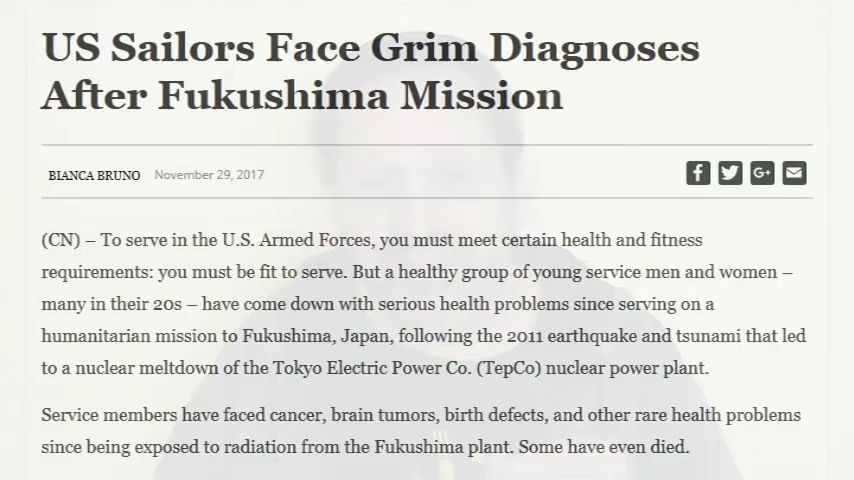 US Sailors Face Grim Diagnoses
After Fukushima Mission
BIANCA BRUNO November 29, 2017
(CN) – To serve in the U.S. Armed Forces, you must meet certain health and fitness
requirements: you must be fit to serve. But a healthy group of young service men and women –
many in their 20s – have come down with serious health problems since serving on a
humanitarian mission to Fukushima, Japan, following the 2011 earthquake and tsunami that led
to a nuclear meltdown of the Tokyo Electric Power Co. (TepCo) nuclear power plant.
Service members have faced cancer, brain tumors, birth defects, and other rare health problems
since being exposed to radiation from the Fukushima plant. Some have even died.